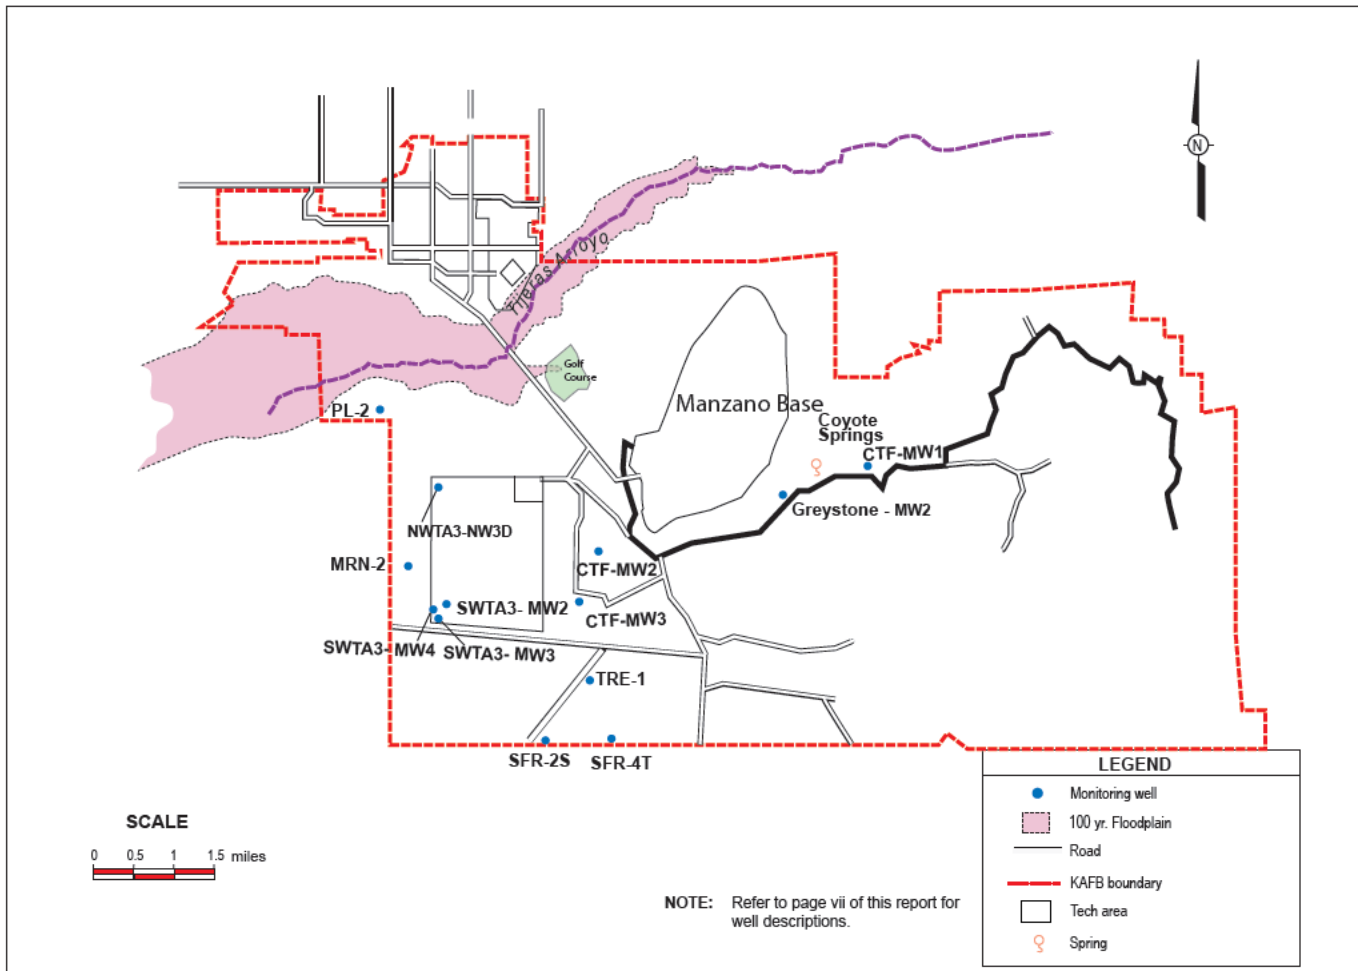 N
Tijeras Arroyo
Golf
Course
PL-2
Manzano Base
Coyote
Springs
CTF-MW1
Greystone - MW2
NWTA3-NW3D
MRN-2
CTF-MW2
SWTA3- MW2
CTF-MW3
SWTA3- MW4
SWTA3- MW3
TRE-1
SFR-2S
SFR-4T
LEGEND
Monitoring well
100 yr. Floodplain
Road
KAFB boundary
Tech area
Spring
SCALE
0 0.5 1 1.5 miles
NOTE: Refer to page vii of this report for
well descriptions.